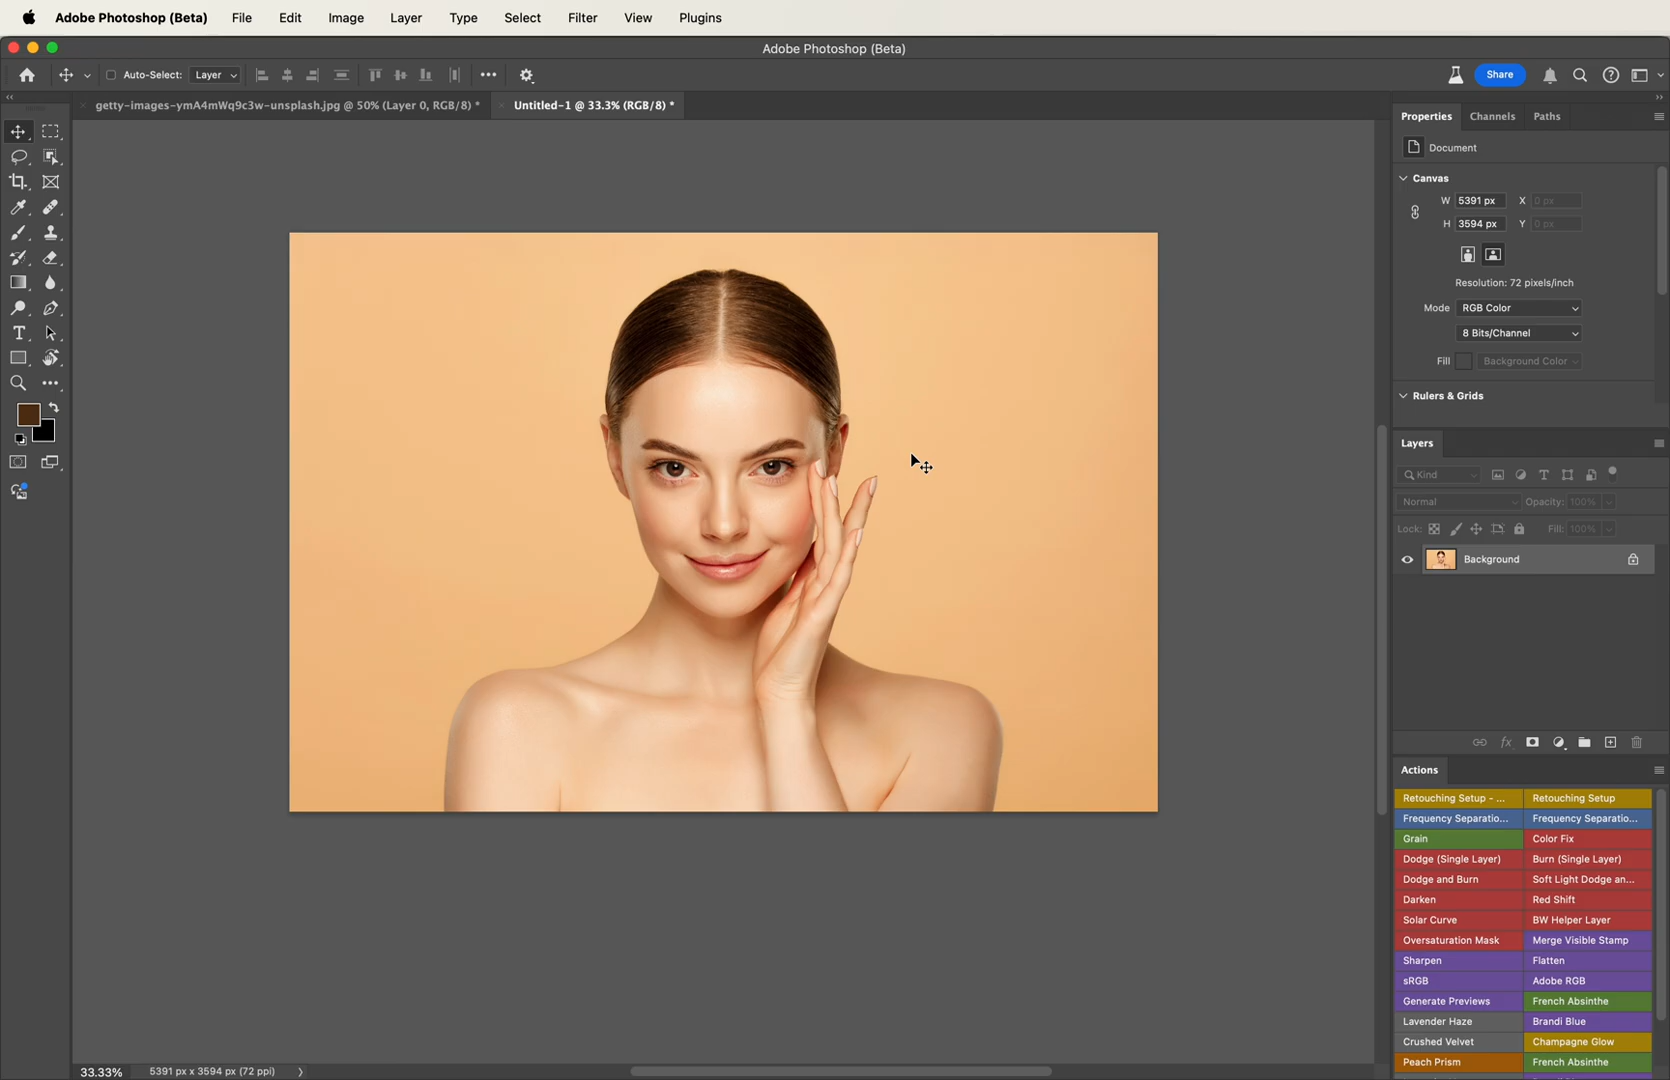 Adobe Photoshop (Beta) File Edit Image Layer Type Select Filter View Plugins
Adobe Photoshop (Beta)
Auto-Select: Layer
Share
getty-images-ymA4mWq9c3w-unsplash.jpg @ 50% (Layer 0, RGB/8) *
Untitled-1 @ 33.3% (RGB/8) *
Properties Channels Paths
Document
Canvas
W 5391 px X 0 px
H 3594 px Y 0 px
Resolution: 72 pixels/inch
Mode RGB Color
8 Bits/Channel
Fill Background Color
Rulers & Grids
Layers
Kind
Normal Opacity: 100%
Lock: Fill: 100%
Background
fx
Actions
Retouching Setup - ... Retouching Setup
Frequency Separatio... Frequency Separatio...
Grain Color Fix
Dodge (Single Layer) Burn (Single Layer)
Dodge and Burn Soft Light Dodge an...
Darken Red Shift
Solar Curve BW Helper Layer
Oversaturation Mask Merge Visible Stamp
Sharpen Flatten
sRGB Adobe RGB
Generate Previews French Absinthe
Lavender Haze Brandi Blue
Crushed Velvet Champagne Glow
Peach Prism French Absinthe
33.33% 5391 px x 3594 px (72 ppi)